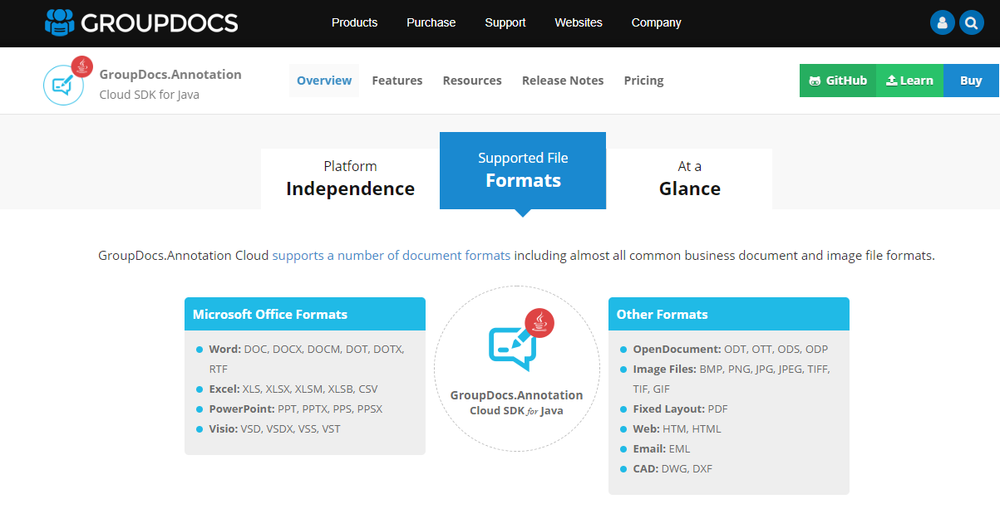 GROUPDOCS
Products Purchase Support Websites Company
GroupDocs.Annotation
Cloud SDK for Java
Overview Features Resources Release Notes Pricing
GitHub Learn Buy
Platform
Independence
Supported File
Formats
At a
Glance
GroupDocs.Annotation Cloud supports a number of document formats including almost all common business document and image file formats.
Microsoft Office Formats
Word: DOC, DOCX, DOCM, DOT, DOTX,
RTF
Excel: XLS, XLSX, XLSM, XLSB, CSV
PowerPoint: PPT, PPTX, PPS, PPSX
Visio: VSD, VSDX, VSS, VST
GroupDocs.Annotation
Cloud SDK for Java
Other Formats
OpenDocument: ODT, OTT, ODS, ODP
Image Files: BMP, PNG, JPG, JPEG, TIFF,
TIF, GIF
Fixed Layout: PDF
Web: HTM, HTML
Email: EML
CAD: DWG, DXF